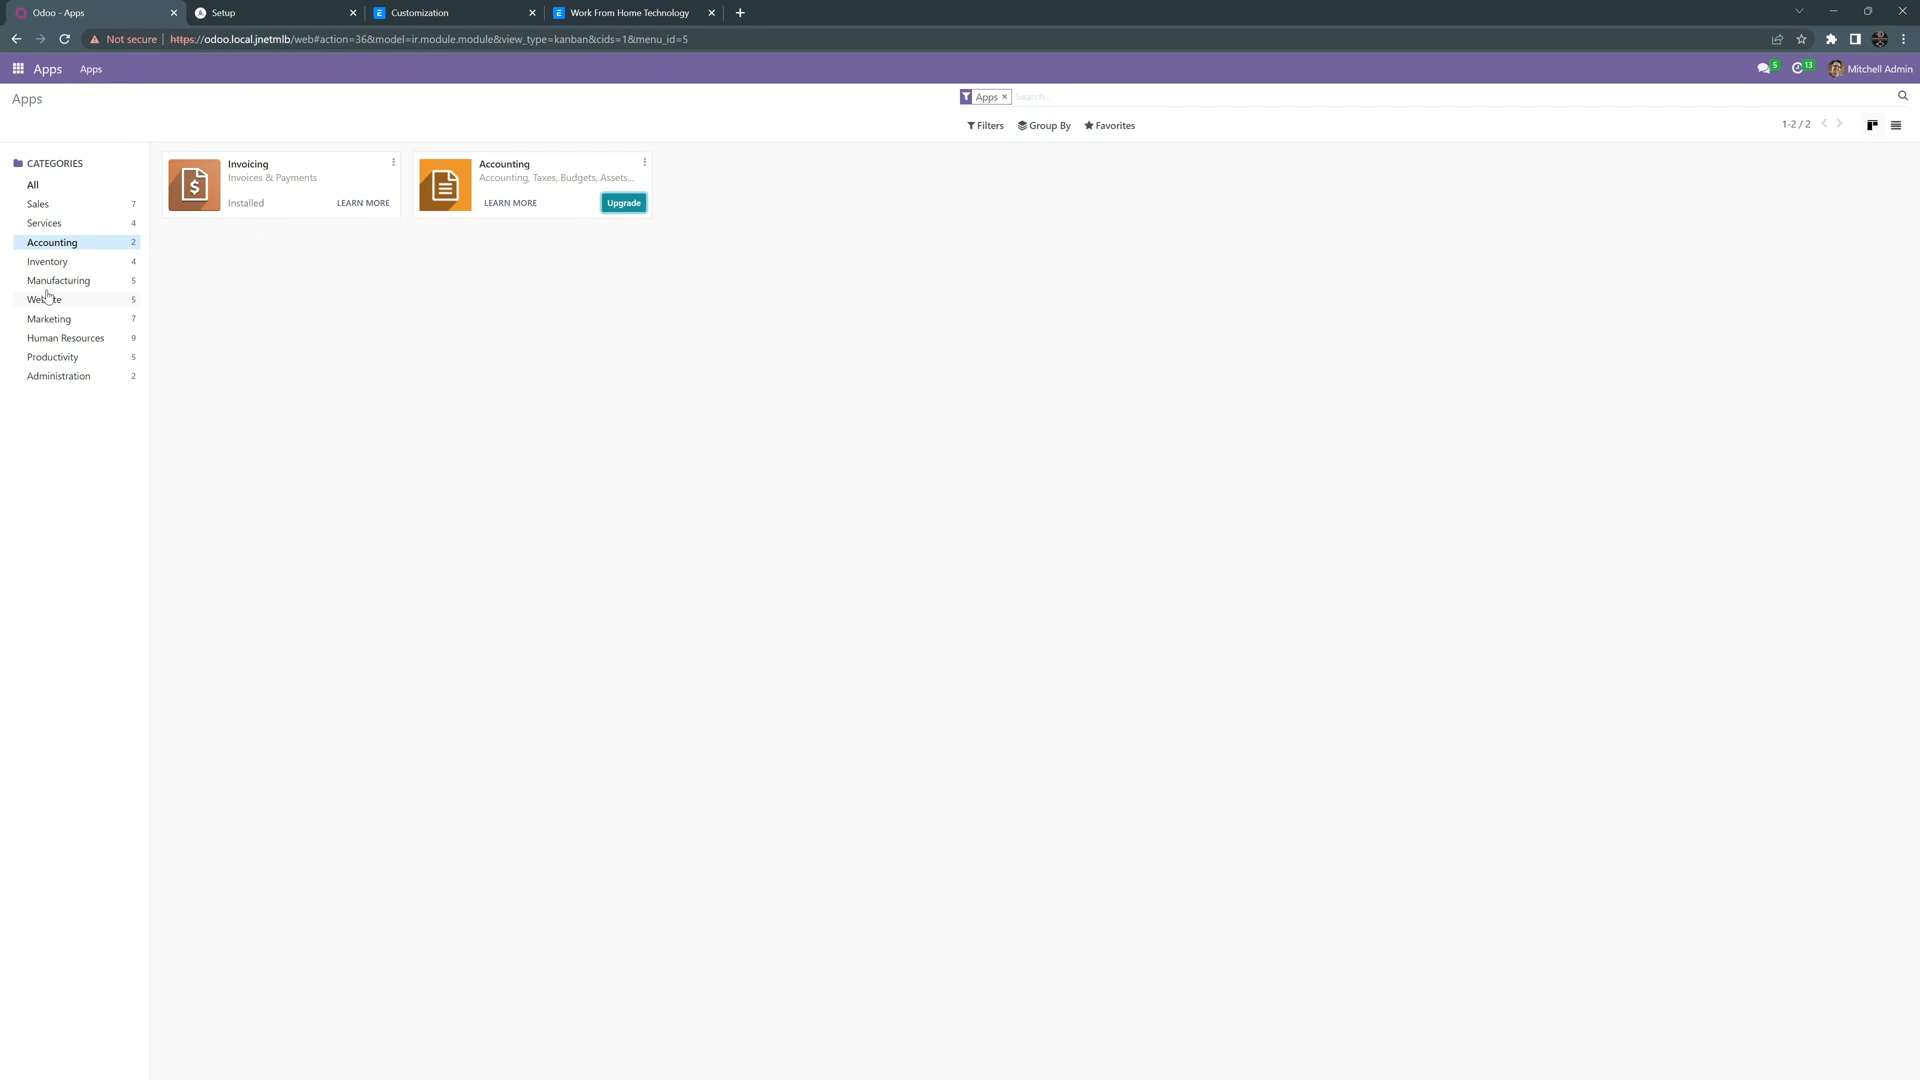 Odoo - Apps
Setup
Customization
Work From Home Technology
Not secure
https://odoo.local.jnetmlb/web#action=36&model=ir.module.module&view_type=kanban&cids=1&menu_id=5
Apps
Apps
5
13
Mitchell Admin
Apps
Apps
Search...
Filters
Group By
Favorites
1-2 / 2
CATEGORIES
All
Sales 7
Services 4
Accounting 2
Inventory 4
Manufacturing 5
Website 5
Marketing 7
Human Resources 9
Productivity 5
Administration 2
Invoicing
Invoices & Payments
Installed
LEARN MORE
Accounting
Accounting, Taxes, Budgets, Assets...
LEARN MORE
Upgrade